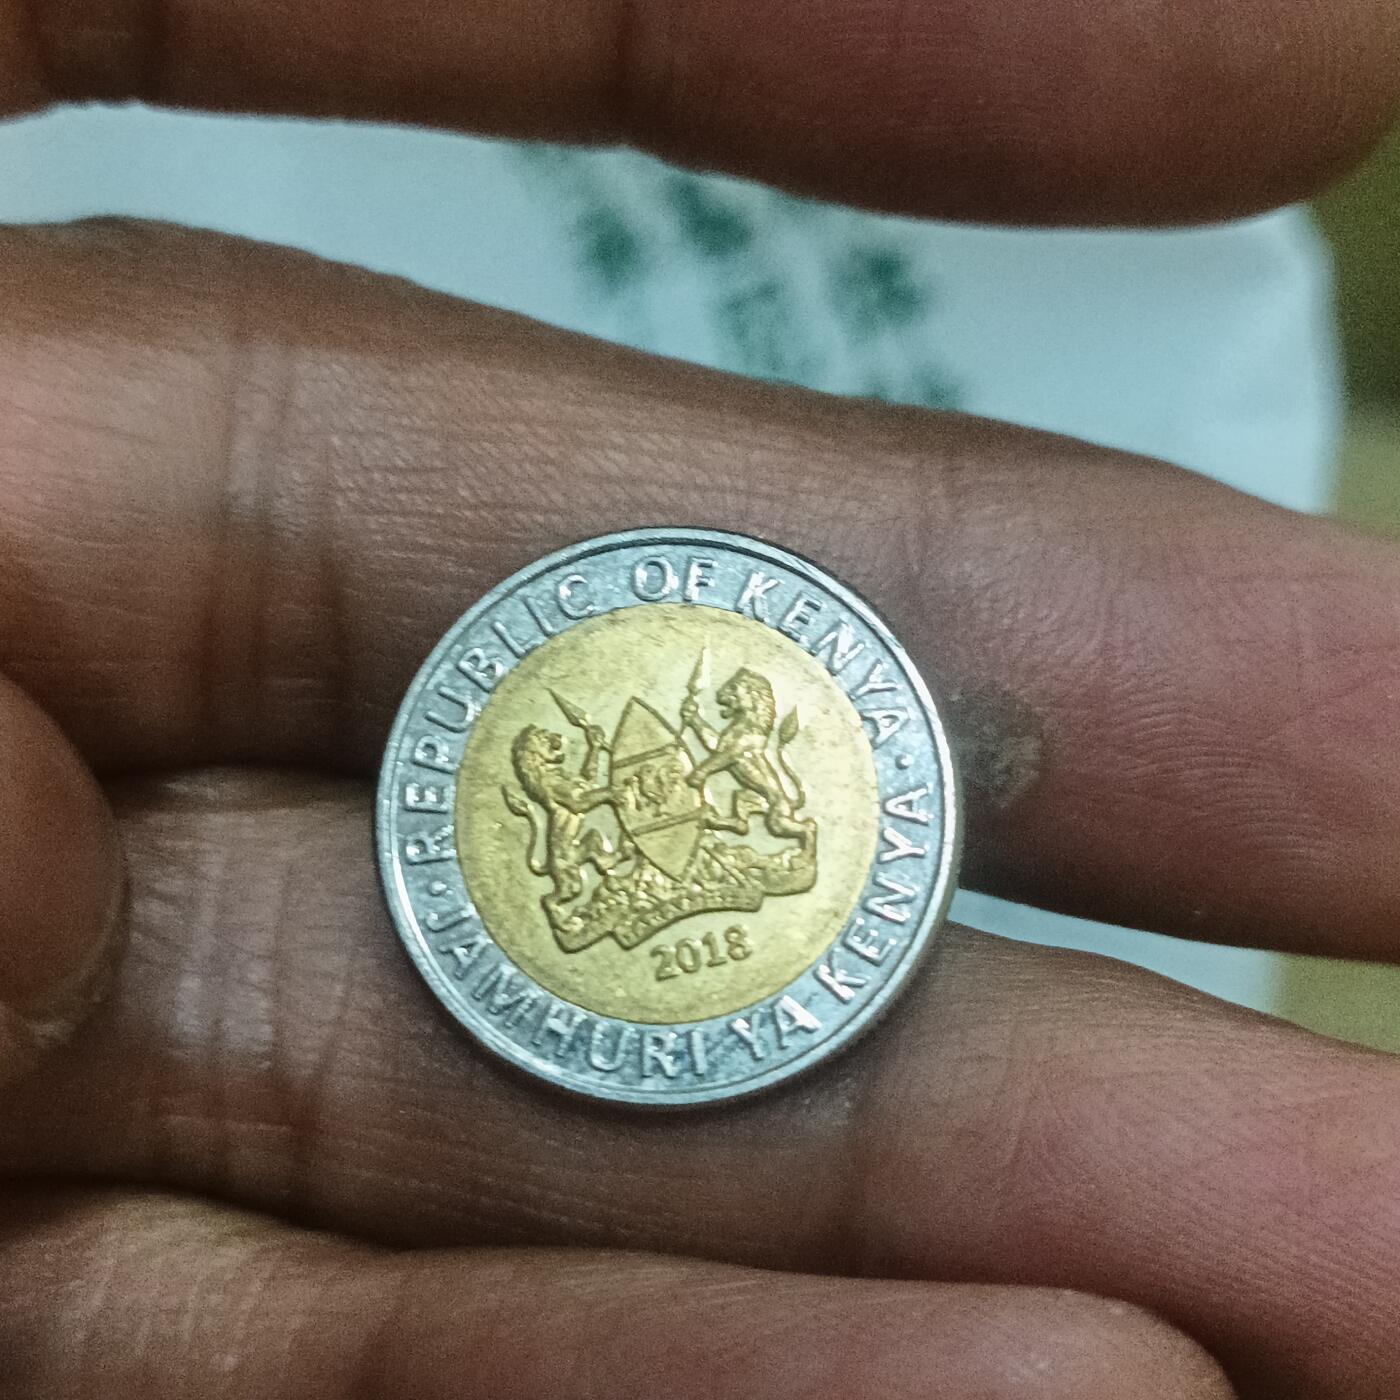 REPUBLIC OF KENYA
JAMHURI YA KENYA
2018